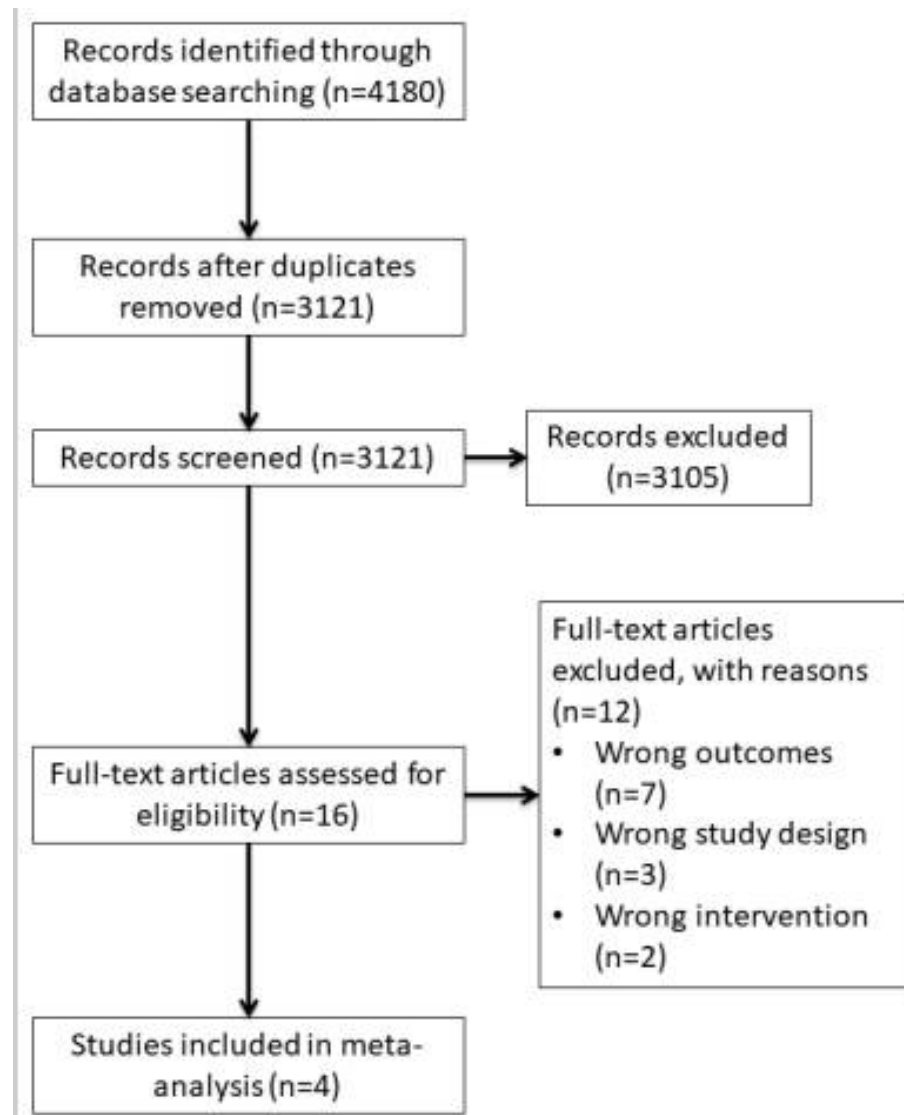 Records identified through
database searching (n=4180)
Records after duplicates
removed (n=3121)
Records screened (n=3121)
Records excluded
(n=3105)
Full-text articles
excluded, with reasons
(n=12)
• Wrong outcomes
(n=7)
• Wrong study design
(n=3)
• Wrong intervention
(n=2)
Full-text articles assessed for
eligibility (n=16)
Studies included in meta-
analysis (n=4)